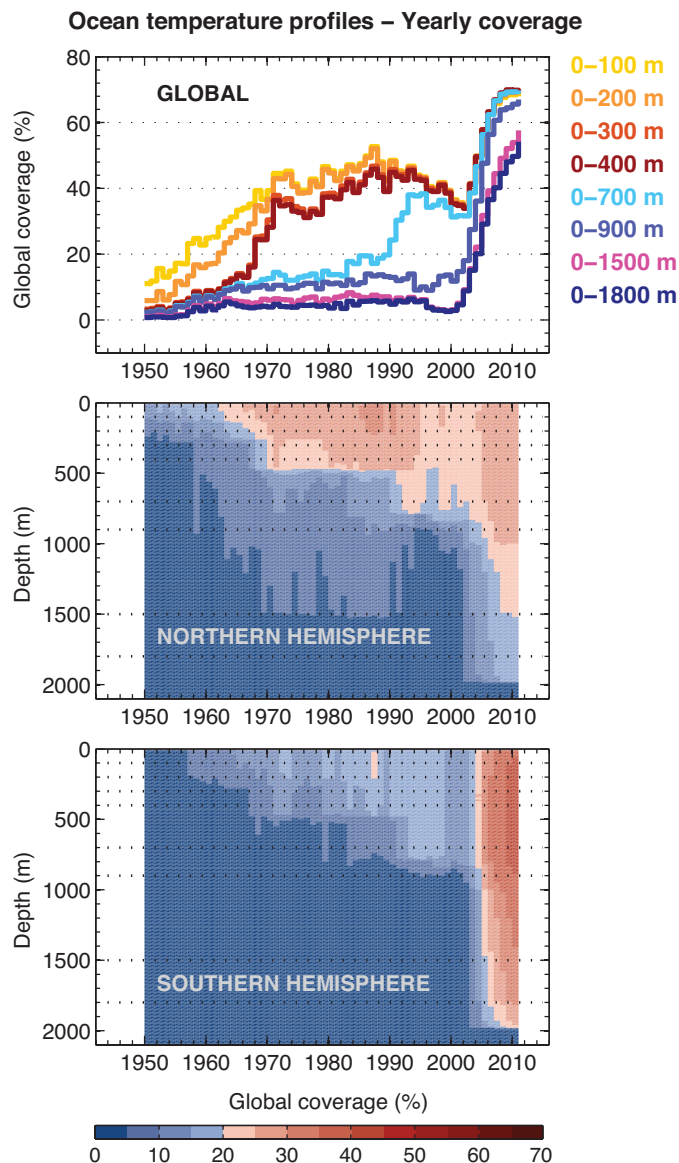 Ocean temperature profiles – Yearly coverage
80
60
40
20
0
Global coverage (%)
GLOBAL
1950 1960 1970 1980 1990 2000 2010
0–100 m
0–200 m
0–300 m
0–400 m
0–700 m
0–900 m
0–1500 m
0–1800 m
0
500
1000
1500
2000
Depth (m)
NORTHERN HEMISPHERE
1950 1960 1970 1980 1990 2000 2010
0
500
1000
1500
2000
Depth (m)
SOUTHERN HEMISPHERE
1950 1960 1970 1980 1990 2000 2010
Global coverage (%)
0 10 20 30 40 50 60 70